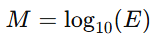 M = log₁₀(E)